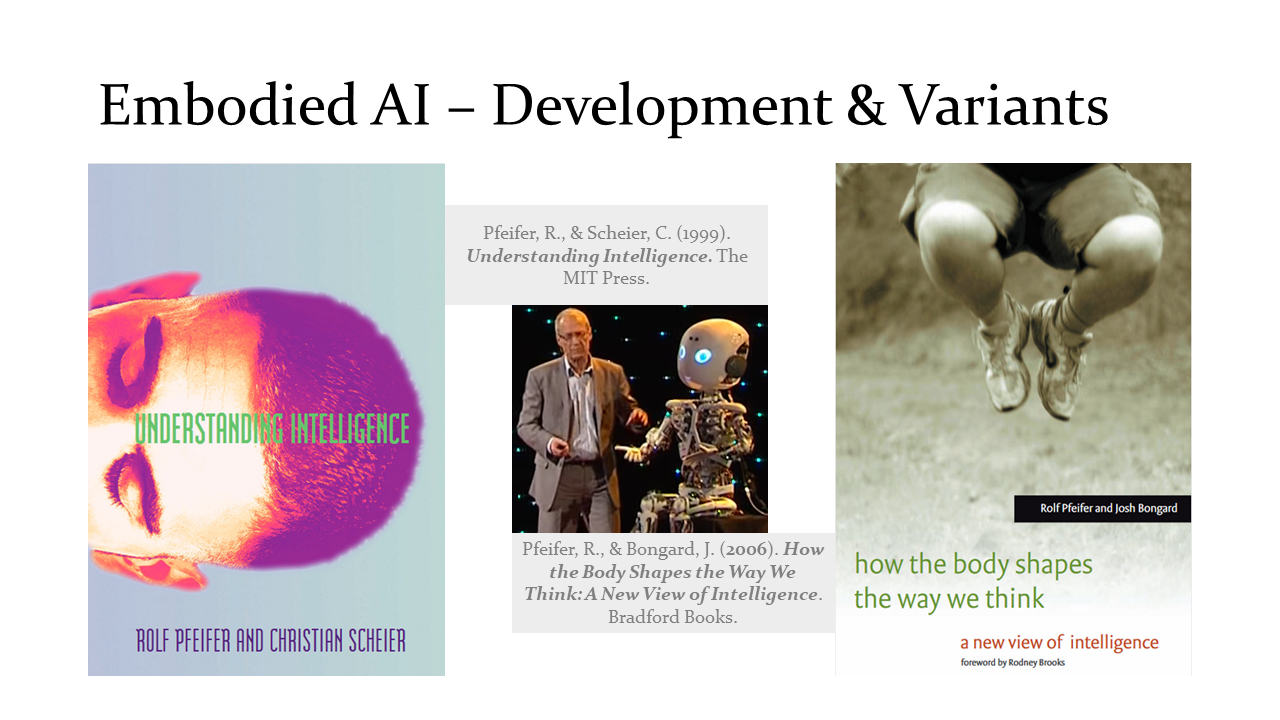 Embodied AI – Development & Variants
Pfeifer, R., & Scheier, C. (1999).
Understanding Intelligence. The
MIT Press.
UNDERSTANDING INTELLIGENCE
ROLF PFEIFER AND CHRISTIAN SCHEIER
Pfeifer, R., & Bongard, J. (2006). How
the Body Shapes the Way We
Think: A New View of Intelligence.
Bradford Books.
Rolf Pfeifer and Josh Bongard
how the body shapes
the way we think
a new view of intelligence
foreword by Rodney Brooks